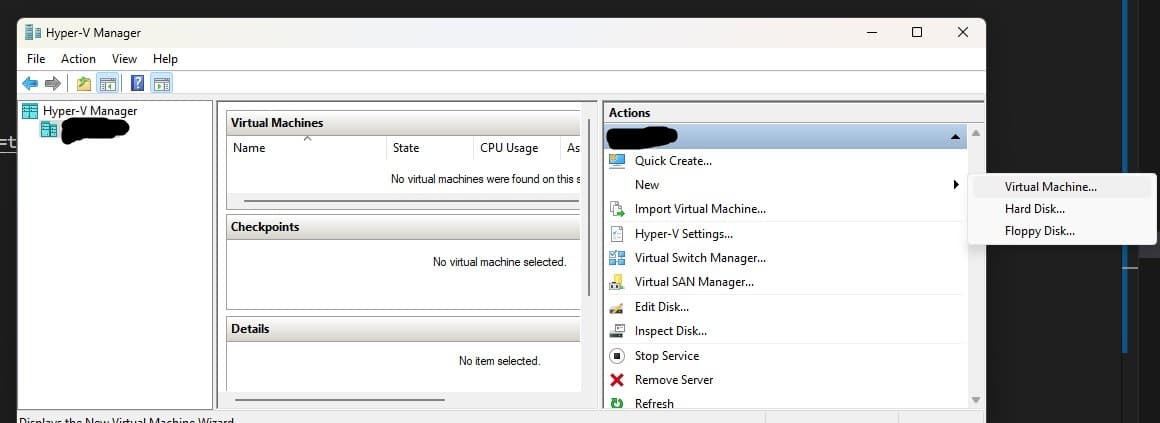 Hyper-V Manager
File Action View Help
Hyper-V Manager
=t
Virtual Machines
Name State CPU Usage As
No virtual machines were found on this s
Checkpoints
No virtual machine selected.
Details
No item selected.
Actions
Quick Create...
New
Import Virtual Machine...
Hyper-V Settings...
Virtual Switch Manager...
Virtual SAN Manager...
Edit Disk...
Inspect Disk...
Stop Service
Remove Server
Refresh
Virtual Machine...
Hard Disk...
Floppy Disk...
Displays the New Virtual Machine Wizard.